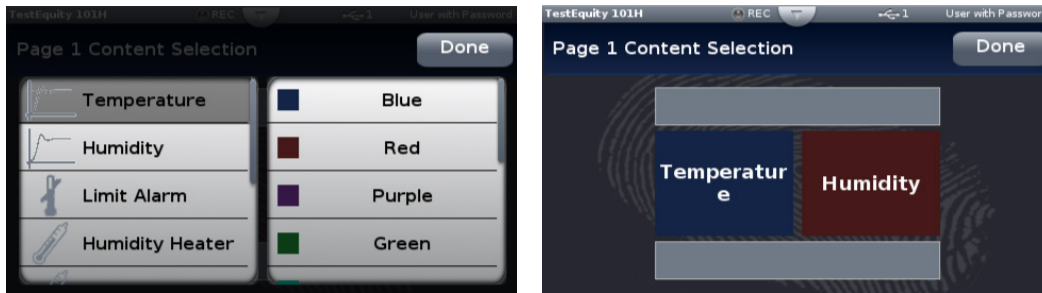 TestEquity 101H REC 1 User with Password
Page 1 Content Selection Done
Temperature Blue
Humidity Red
Limit Alarm Purple
Humidity Heater Green
TestEquity 101H REC 1 User with Passwor
Page 1 Content Selection Done
Temperatur
e
Humidity